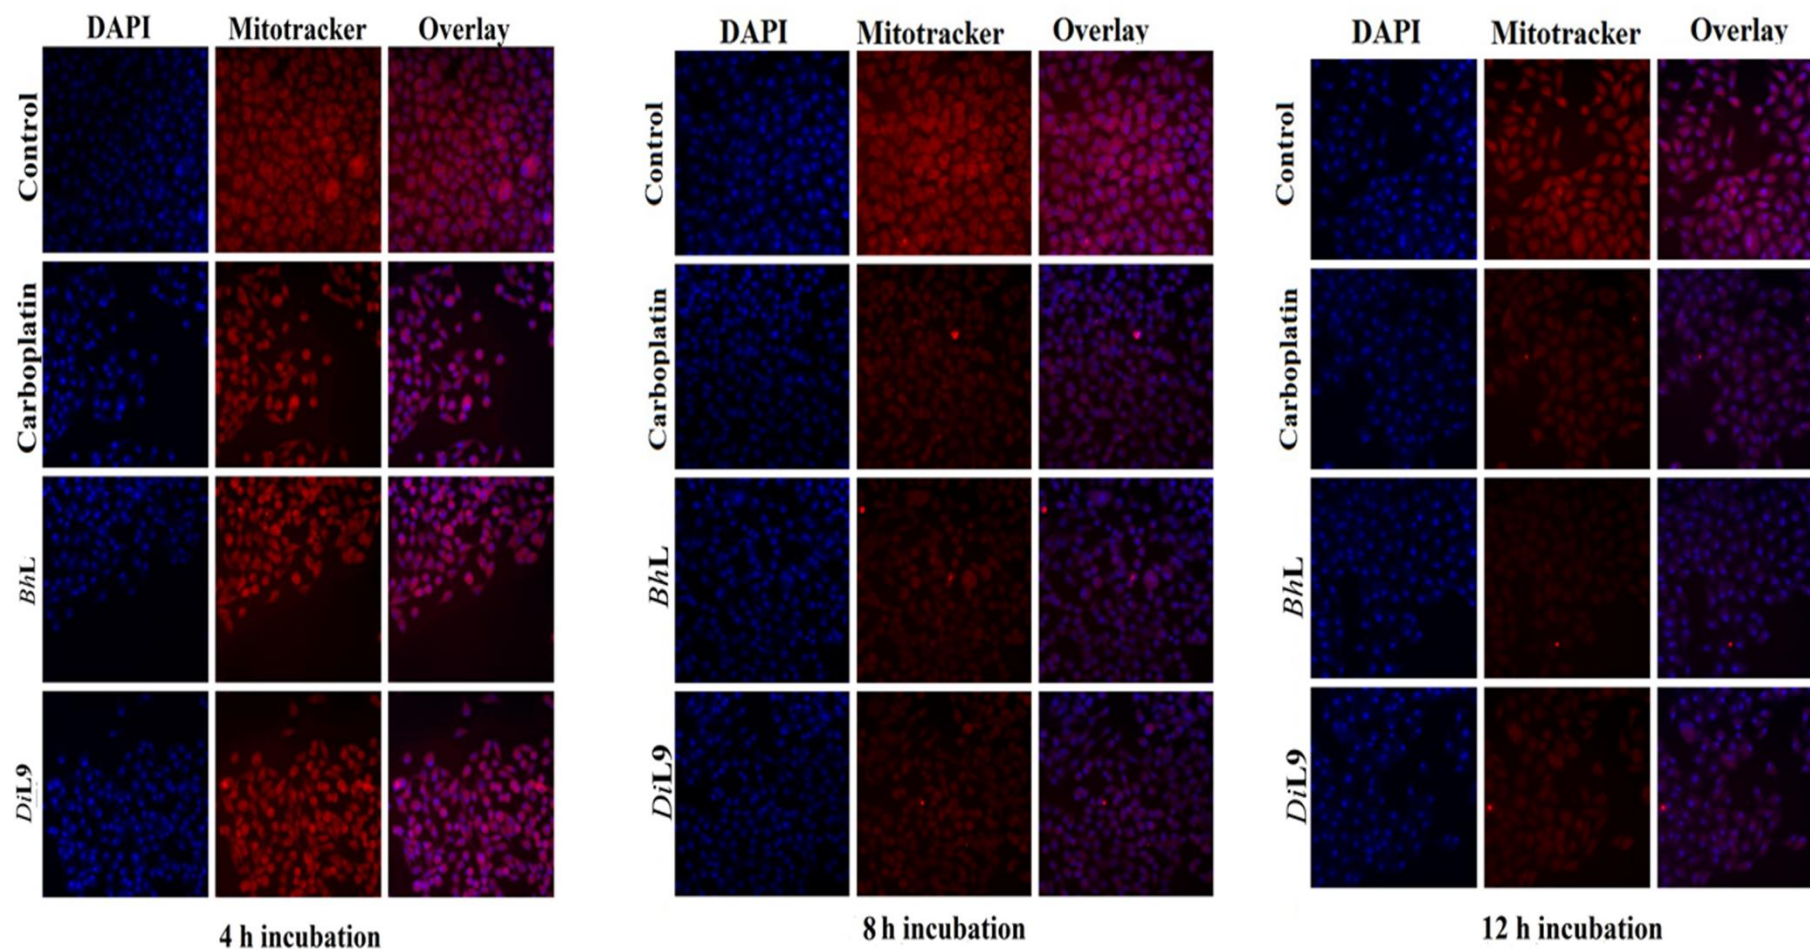 DAPI Mitotracker Overlay
Control
Carboplatin
BhL
DiL9
4 h incubation
DAPI Mitotracker Overlay
Control
Carboplatin
BhL
DiL9
8 h incubation
DAPI Mitotracker Overlay
Control
Carboplatin
BhL
DiL9
12 h incubation